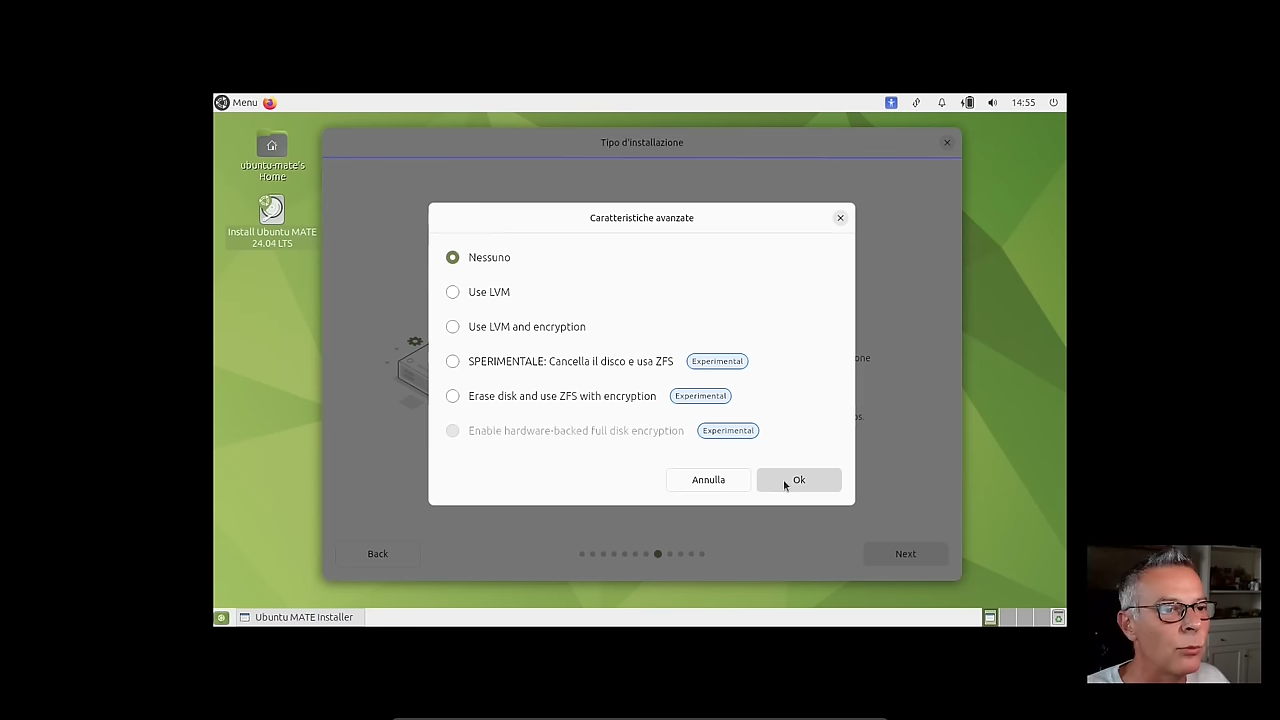 Menu
14:55
ubuntu-mate's
Home
Install Ubuntu MATE
24.04 LTS
Tipo d'installazione
Caratteristiche avanzate
Nessuno
Use LVM
Use LVM and encryption
SPERIMENTALE: Cancella il disco e usa ZFS Experimental
Erase disk and use ZFS with encryption Experimental
Enable hardware-backed full disk encryption Experimental
one
os.
Annulla Ok
Back Next
Ubuntu MATE Installer